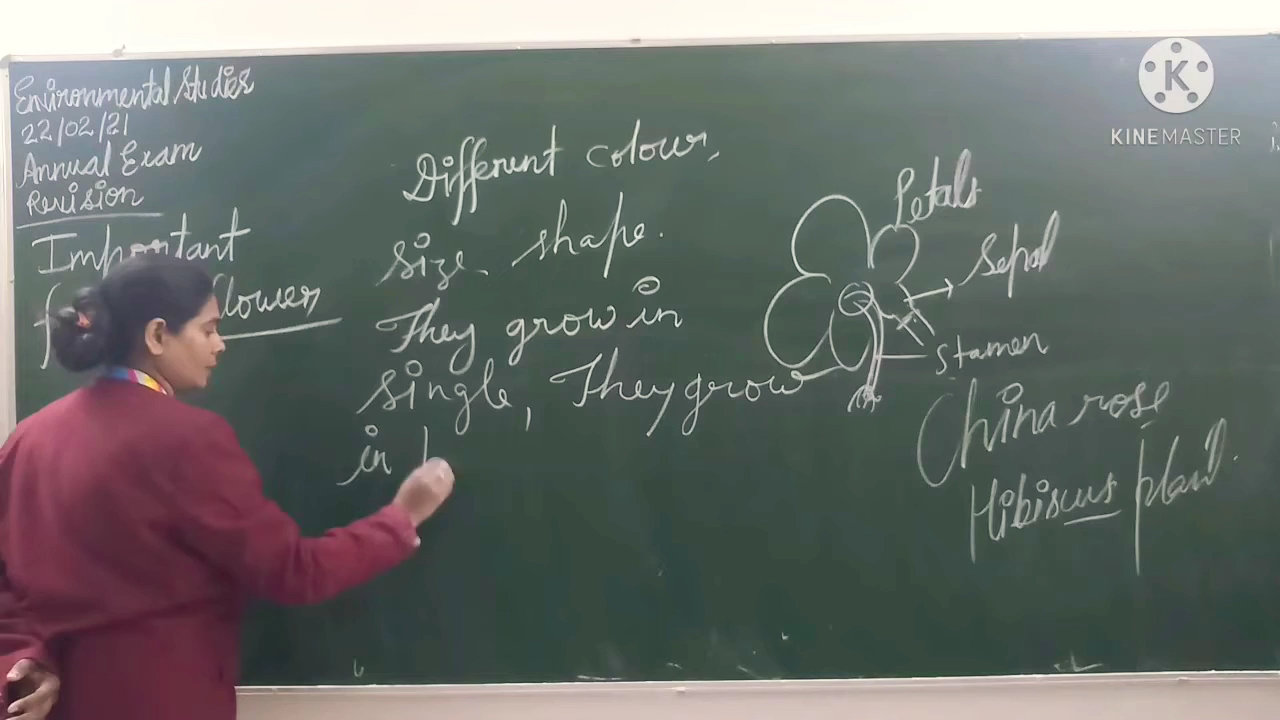 Environmental Studies
22/02/21
Annual Exam
Revision
Important
flower
Different colour,
size shape.
They grow in
single, They grow
in
Petals
Sepal
Stamen
China rose
Hibiscus plant.
K
KINEMASTER